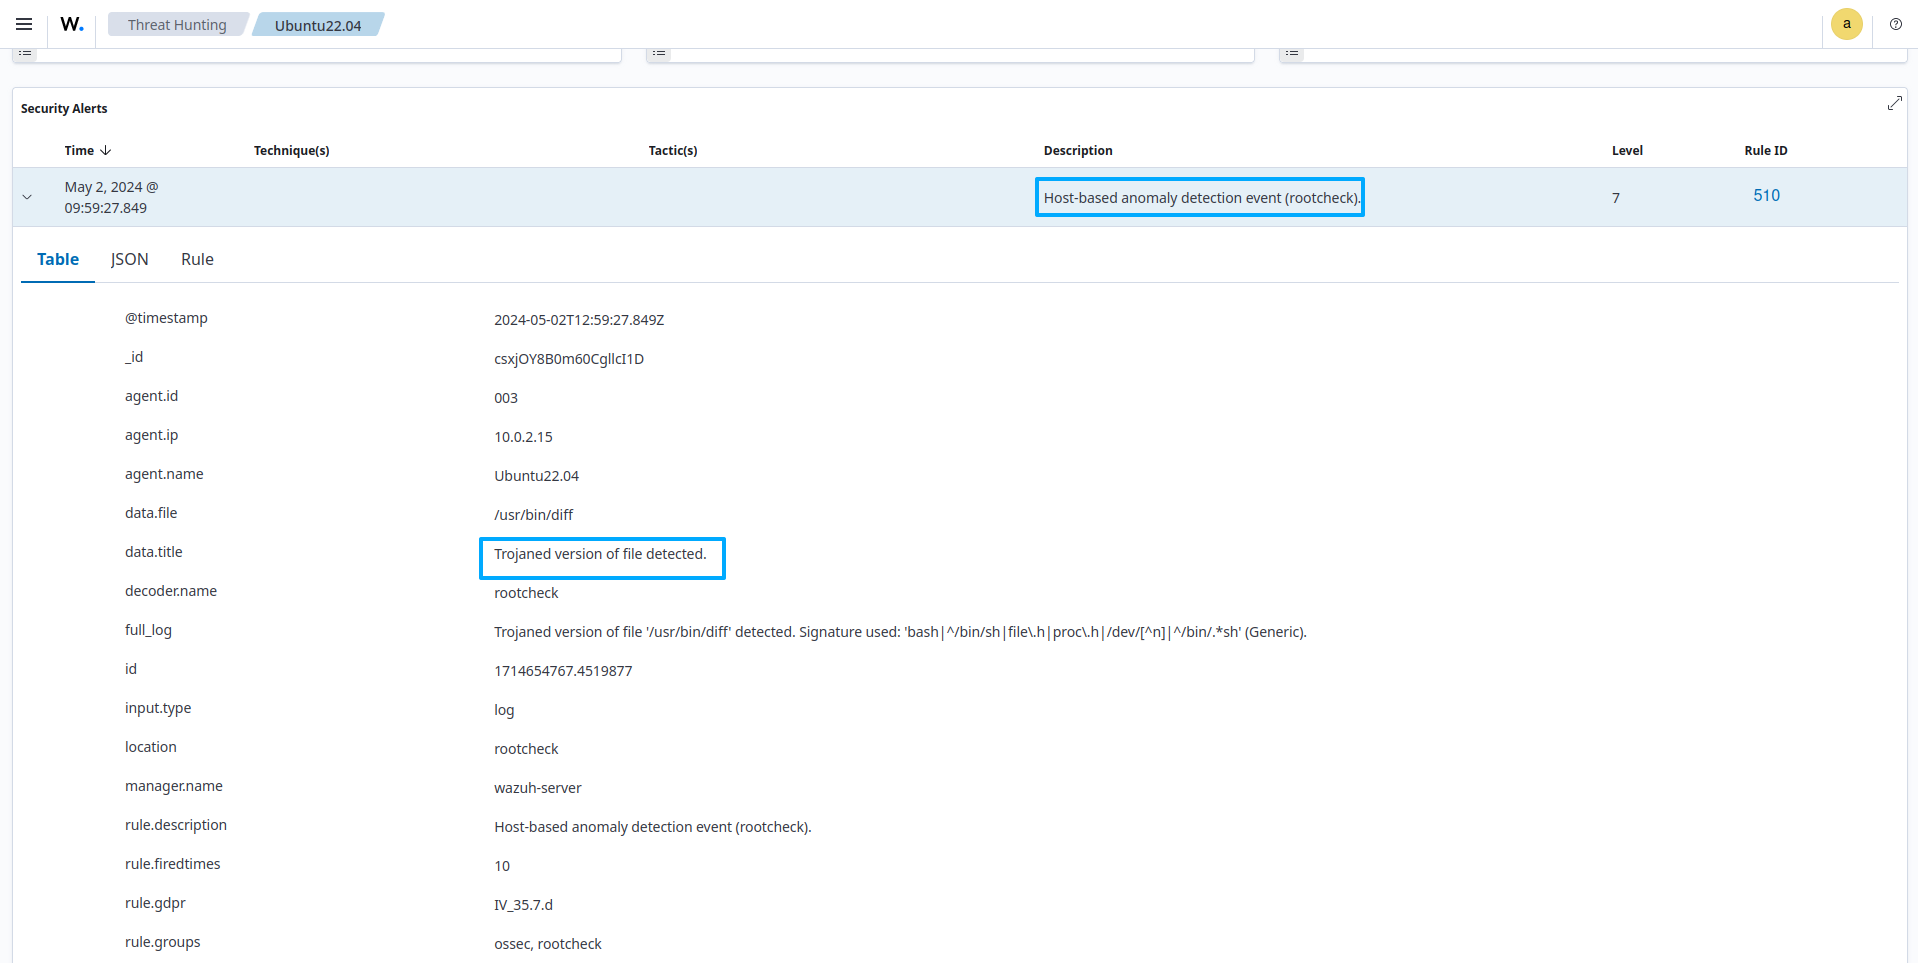 W.
Threat Hunting
Ubuntu22.04
a
Security Alerts
Time Technique(s) Tactic(s) Description Level Rule ID
May 2, 2024 @
09:59:27.849
Host-based anomaly detection event (rootcheck). 7 510
Table JSON Rule
@timestamp 2024-05-02T12:59:27.849Z
_id csxjOY8B0m60CgllcI1D
agent.id 003
agent.ip 10.0.2.15
agent.name Ubuntu22.04
data.file /usr/bin/diff
data.title Trojaned version of file detected.
decoder.name rootcheck
full_log Trojaned version of file '/usr/bin/diff' detected. Signature used: 'bash|^/bin/sh|file\.h|proc\.h|/dev/[^n]|^/bin/.*sh' (Generic).
id 1714654767.4519877
input.type log
location rootcheck
manager.name wazuh-server
rule.description Host-based anomaly detection event (rootcheck).
rule.firedtimes 10
rule.gdpr IV_35.7.d
rule.groups ossec, rootcheck